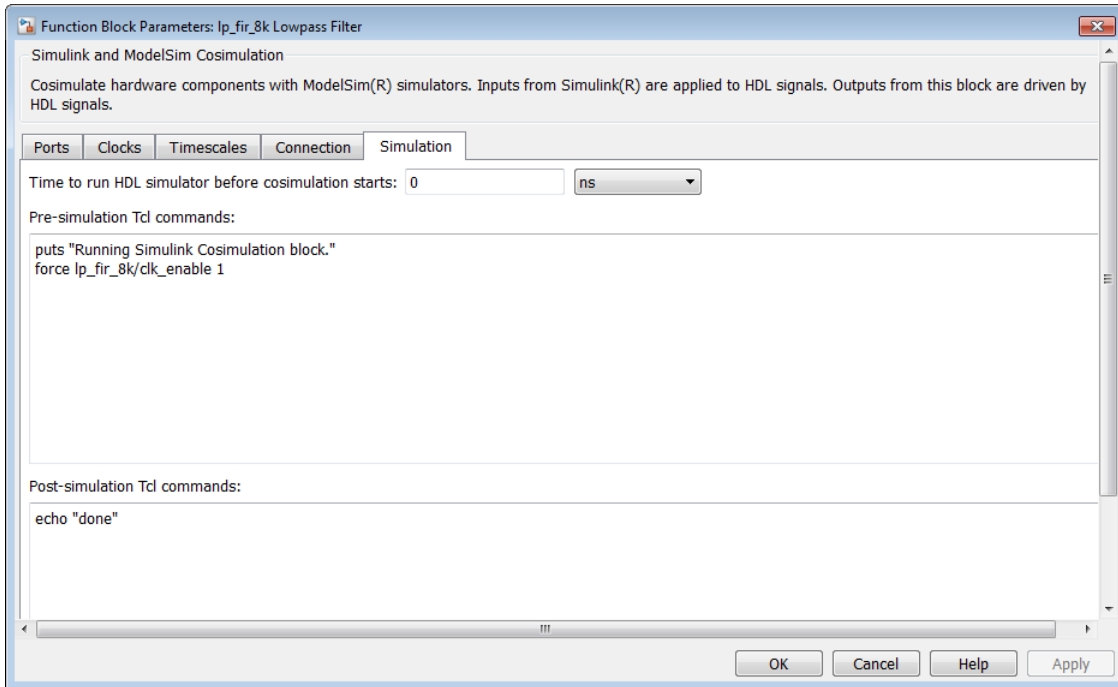 Function Block Parameters: lp_fir_8k Lowpass Filter
Simulink and ModelSim Cosimulation
Cosimulate hardware components with ModelSim(R) simulators. Inputs from Simulink(R) are applied to HDL signals. Outputs from this block are driven by
HDL signals.
Ports Clocks Timescales Connection Simulation
Time to run HDL simulator before cosimulation starts: 0 ns
Pre-simulation Tcl commands:
puts "Running Simulink Cosimulation block."
force lp_fir_8k/clk_enable 1
Post-simulation Tcl commands:
echo "done"
OK Cancel Help Apply